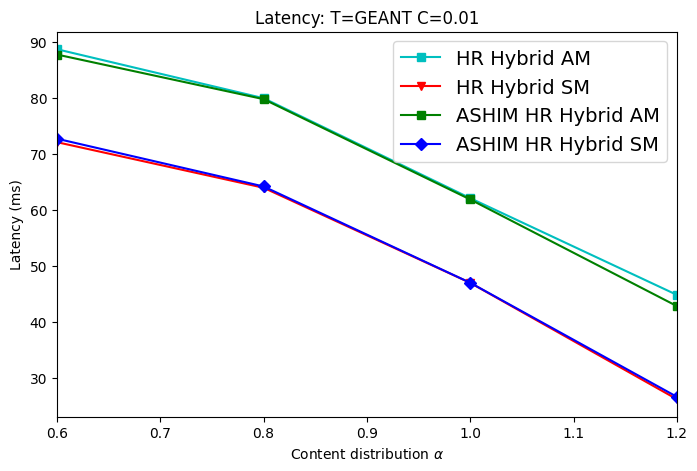 Latency: T=GEANT C=0.01
HR Hybrid AM
HR Hybrid SM
ASHIM HR Hybrid AM
ASHIM HR Hybrid SM
Latency (ms)
90
80
70
60
50
40
30
0.6 0.7 0.8 0.9 1.0 1.1 1.2
Content distribution α